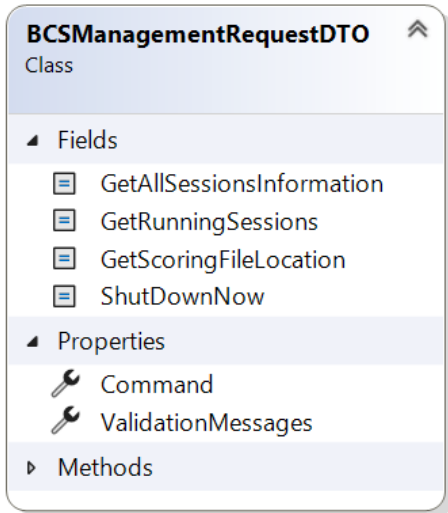 BCSManagementRequestDTO
Class
Fields
GetAllSessionsInformation
GetRunningSessions
GetScoringFileLocation
ShutDownNow
Properties
Command
ValidationMessages
Methods